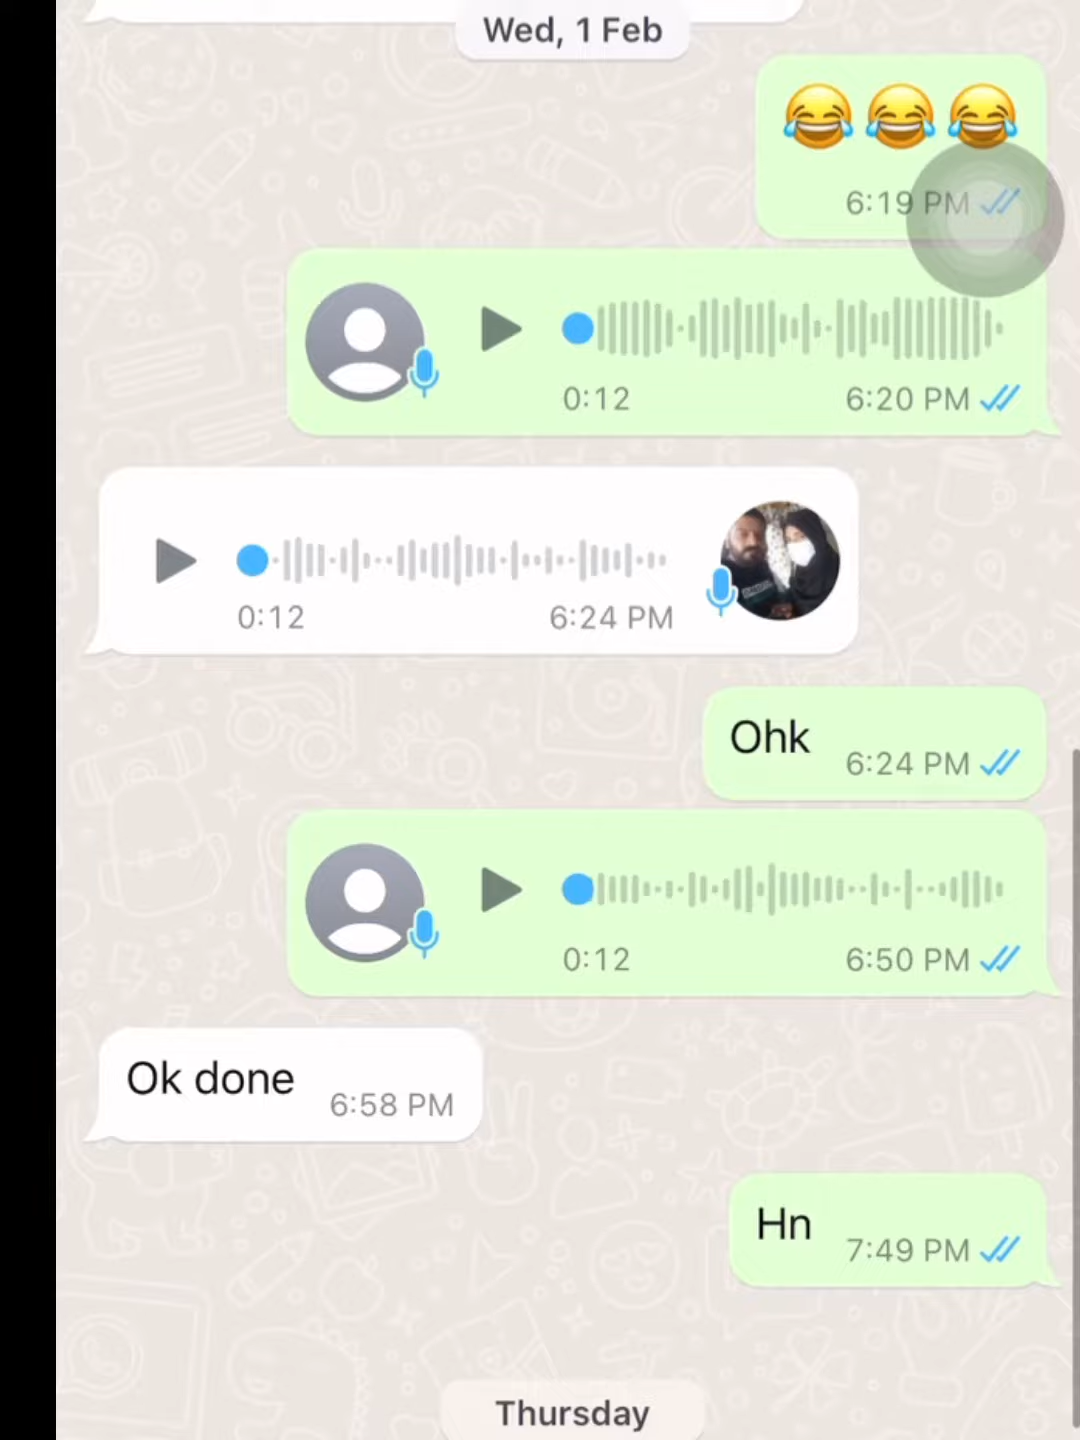 Wed, 1 Feb
😂😂😂
6:19 PM
0:12 6:20 PM
0:12 6:24 PM
Ohk 6:24 PM
0:12 6:50 PM
Ok done 6:58 PM
Hn 7:49 PM
Thursday